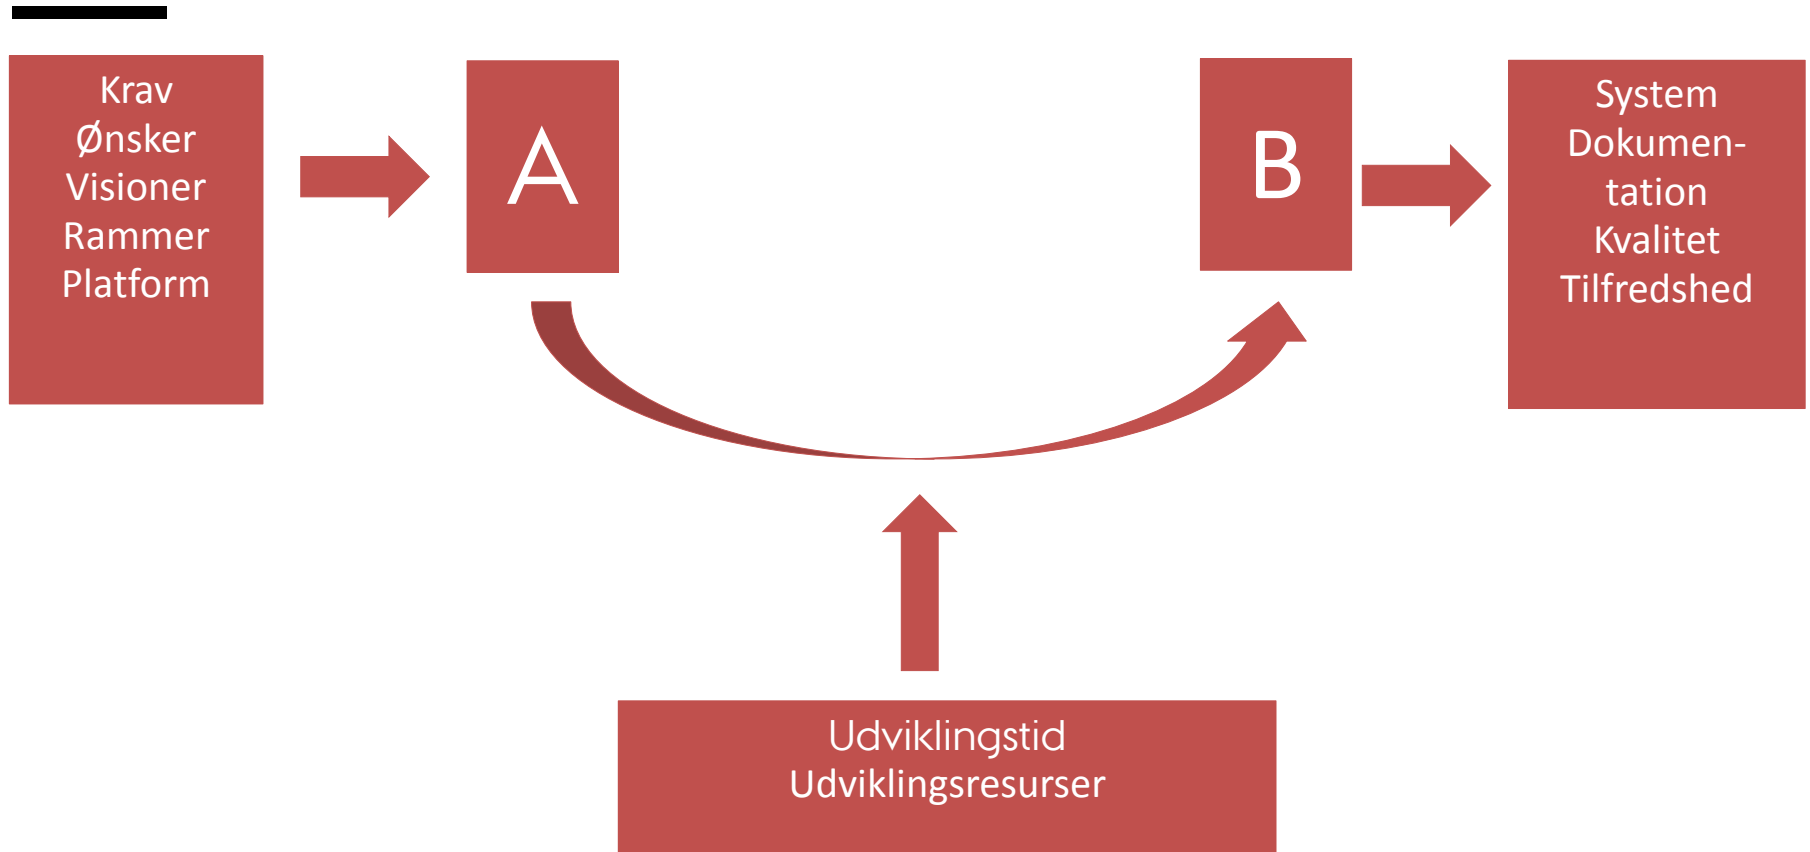 Krav
Ønsker
Visioner
Rammer
Platform
A
B
System
Dokumen-
tation
Kvalitet
Tilfredshed
Udviklingstid
Udviklingsresurser